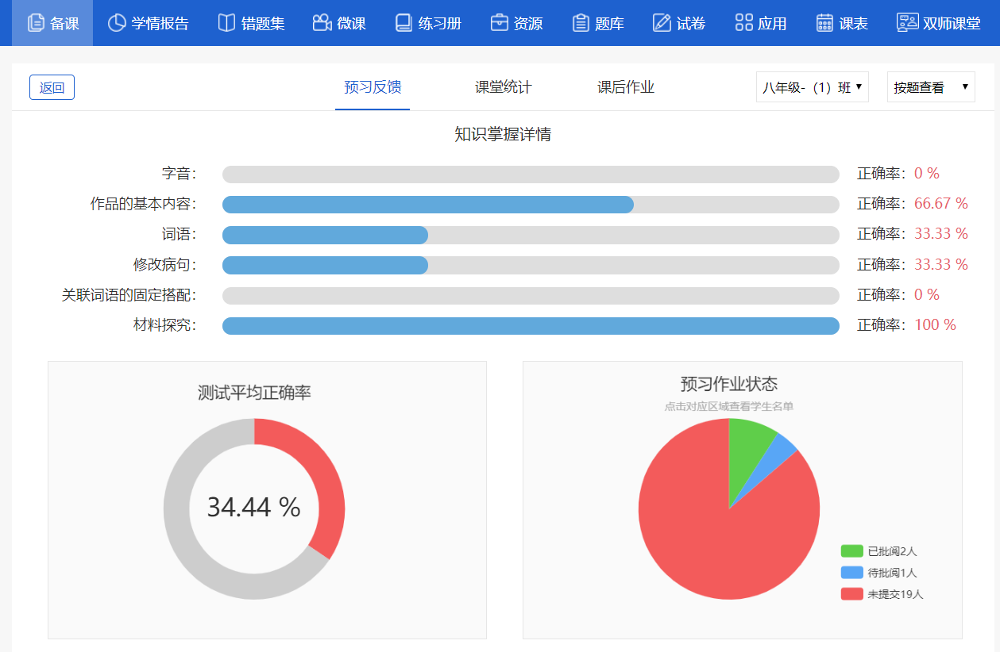 备课 学情报告 错题集 微课 练习册 资源 题库 试卷 应用 课表 双师课堂
返回 预习反馈 课堂统计 课后作业 八年级-（1）班 按题查看
知识掌握详情
字音： 正确率：0 %
作品的基本内容： 正确率：66.67 %
词语： 正确率：33.33 %
修改病句： 正确率：33.33 %
关联词语的固定搭配： 正确率：0 %
材料探究： 正确率：100 %
测试平均正确率
34.44 %
预习作业状态
点击对应区域查看学生名单
已批阅2人
待批阅1人
未提交19人